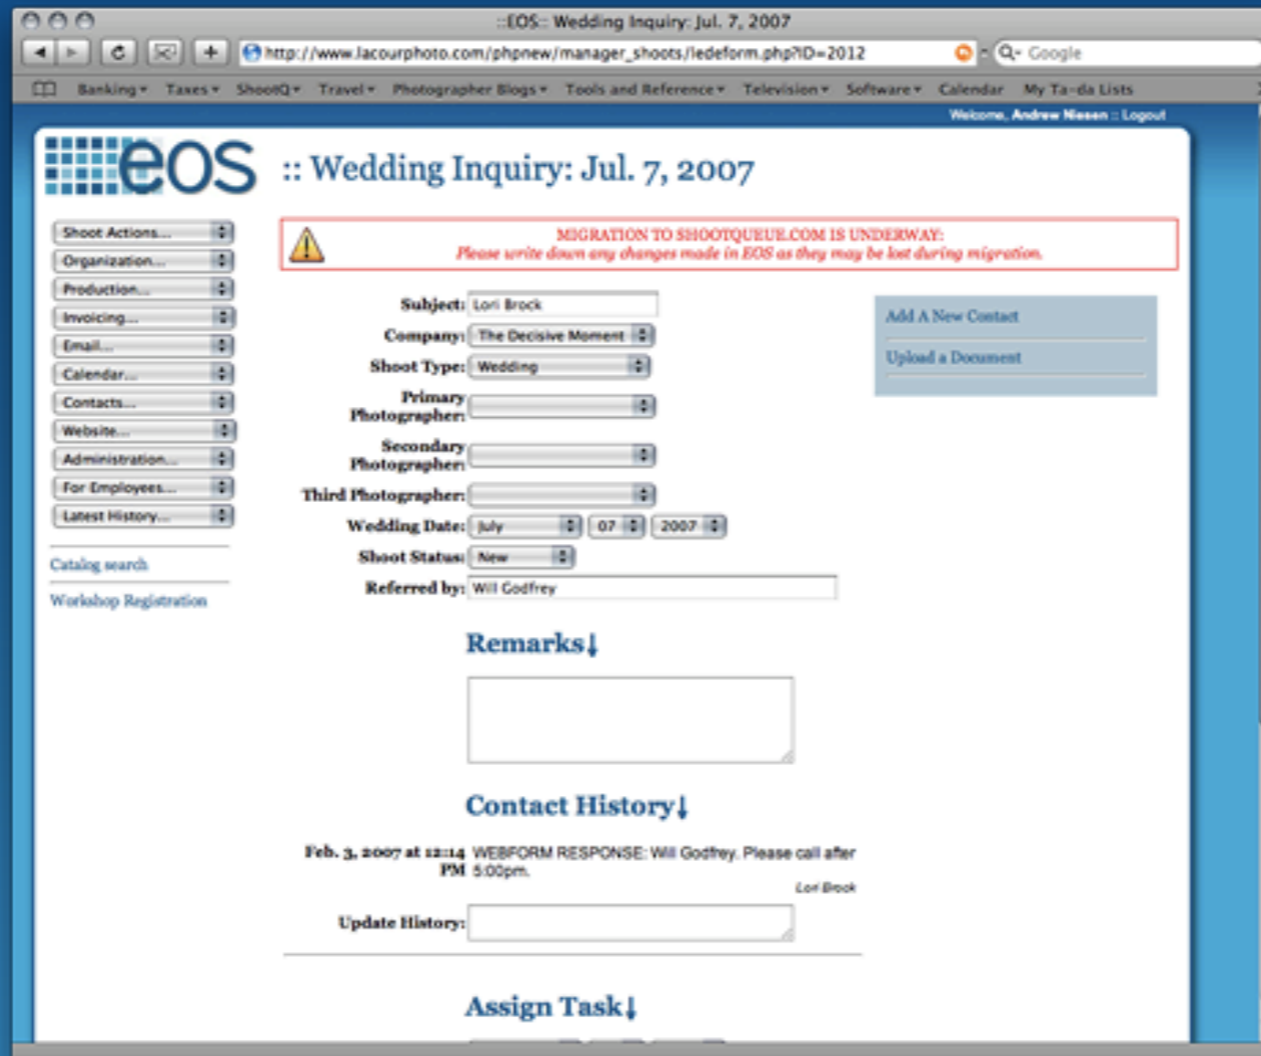 ::EOS:: Wedding Inquiry: Jul. 7, 2007
http://www.lacourphoto.com/phpnew/manager_shoots/ledeform.php?ID=2012
Google
Banking Taxes ShootQ Travel Photographer Blogs Tools and Reference Television Software Calendar My Ta-da Lists
Welcome, Andrew Niesen :: Logout
eos :: Wedding Inquiry: Jul. 7, 2007
Shoot Actions...
Organization...
Production...
Invoicing...
Email...
Calendar...
Contacts...
Website...
Administration...
For Employees...
Latest History...
Catalog search
Workshop Registration
MIGRATION TO SHOOTQUEUE.COM IS UNDERWAY:
Please write down any changes made in EOS as they may be lost during migration.
Subject: Lori Brock
Company: The Decisive Moment
Shoot Type: Wedding
Primary
Photographer:
Secondary
Photographer:
Third Photographer:
Wedding Date: July 07 2007
Shoot Status: New
Referred by: Will Godfrey
Add A New Contact
Upload a Document
Remarks↓
Contact History↓
Feb. 3, 2007 at 12:14 WEBFORM RESPONSE: Will Godfrey. Please call after
PM 5:00pm.
Lori Brock
Update History:
Assign Task↓